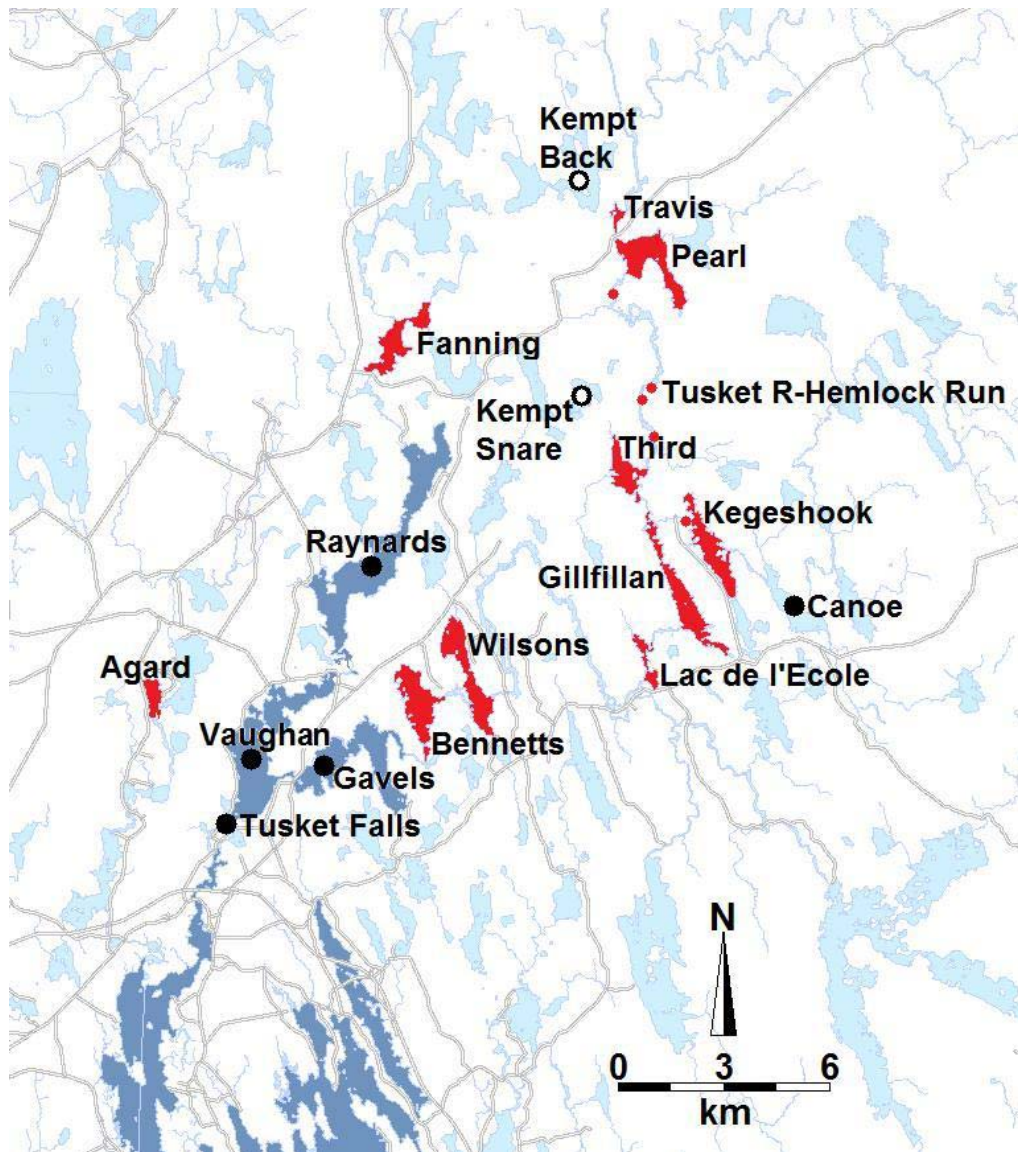 Kempt
Back
Travis
Pearl
Fanning
Tusket R-Hemlock Run
Kempt
Snare
Third
Kegeshook
Raynards
Gillfillan
Canoe
Wilsons
Agard
Lac de l'Ecole
Vaughan
Bennetts
Gavels
Tusket Falls
N
0 3 6
km